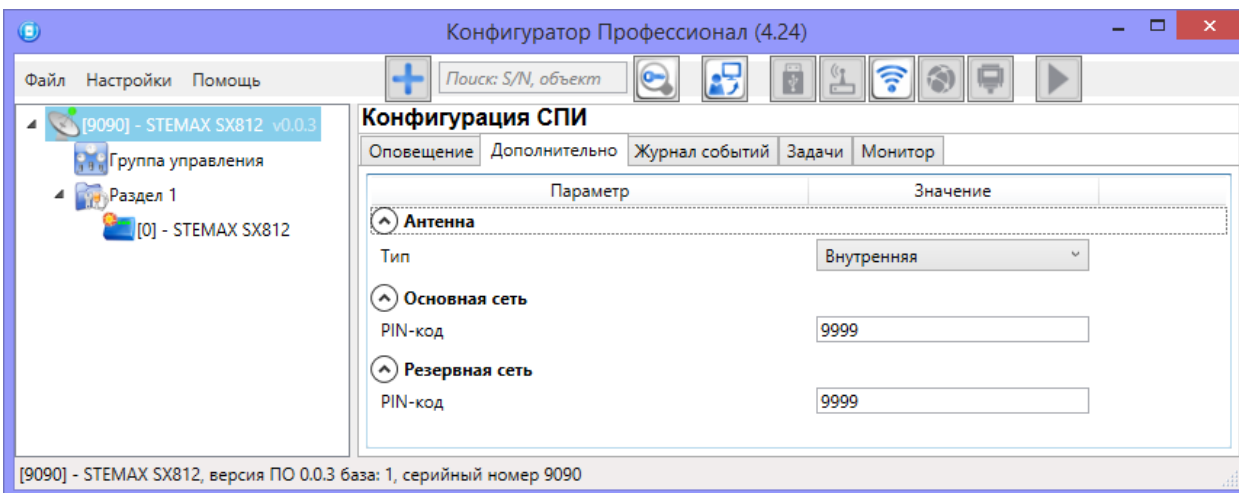 Конфигуратор Профессионал (4.24)
Файл Настройки Помощь Поиск: S/N, объект
[9090] - STEMAX SX812 v0.0.3
Группа управления
Раздел 1
[0] - STEMAX SX812
Конфигурация СПИ
Оповещение Дополнительно Журнал событий Задачи Монитор
Параметр Значение
Антенна
Тип Внутренняя
Основная сеть
PIN-код 9999
Резервная сеть
PIN-код 9999
[9090] - STEMAX SX812, версия ПО 0.0.3 база: 1, серийный номер 9090